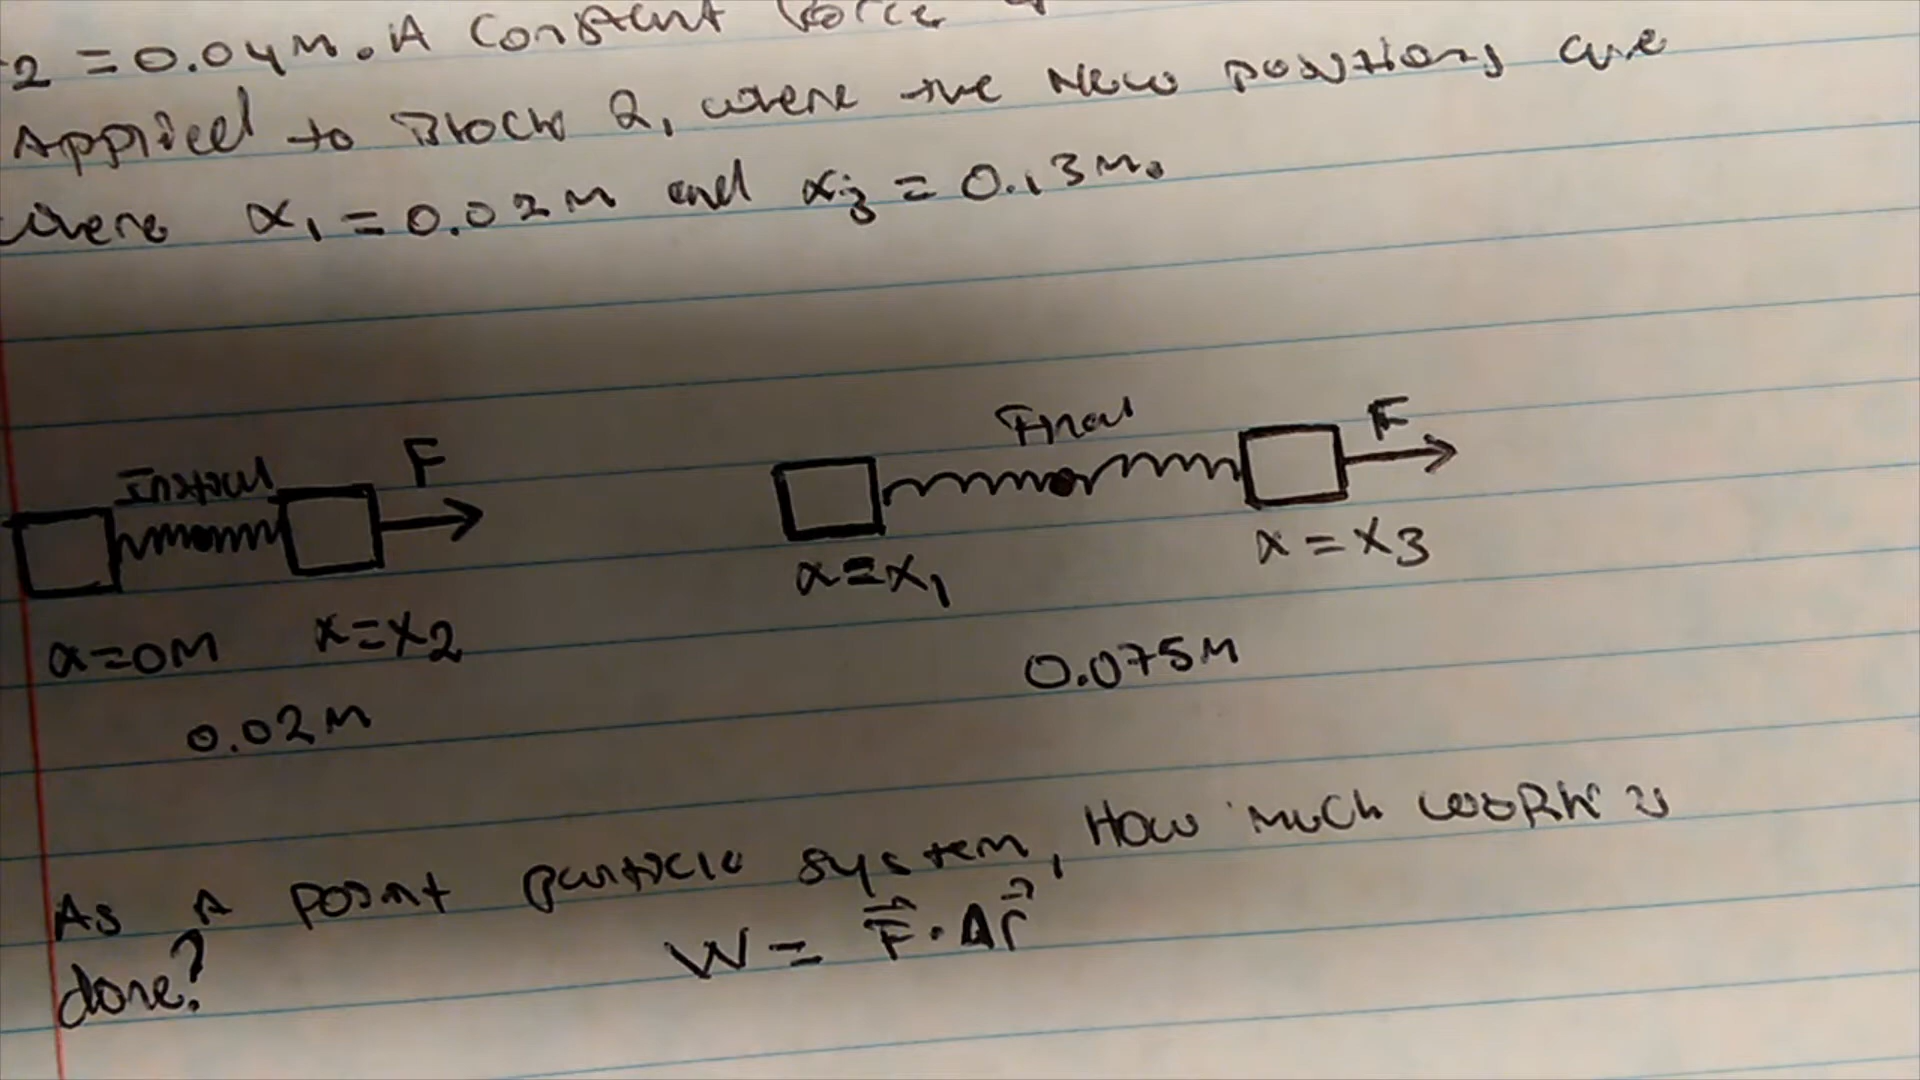 2 = 0.04m. A Constant Force
Applied to Block 2, where the New positions are
where x₁ = 0.02m and x₃ = 0.13m.
Initial F Final F
x=0m x=x2 x=x₁ x=x3
0.02m 0.075m
As A point particle system, How much work is
done? W = F⃗·Δr⃗